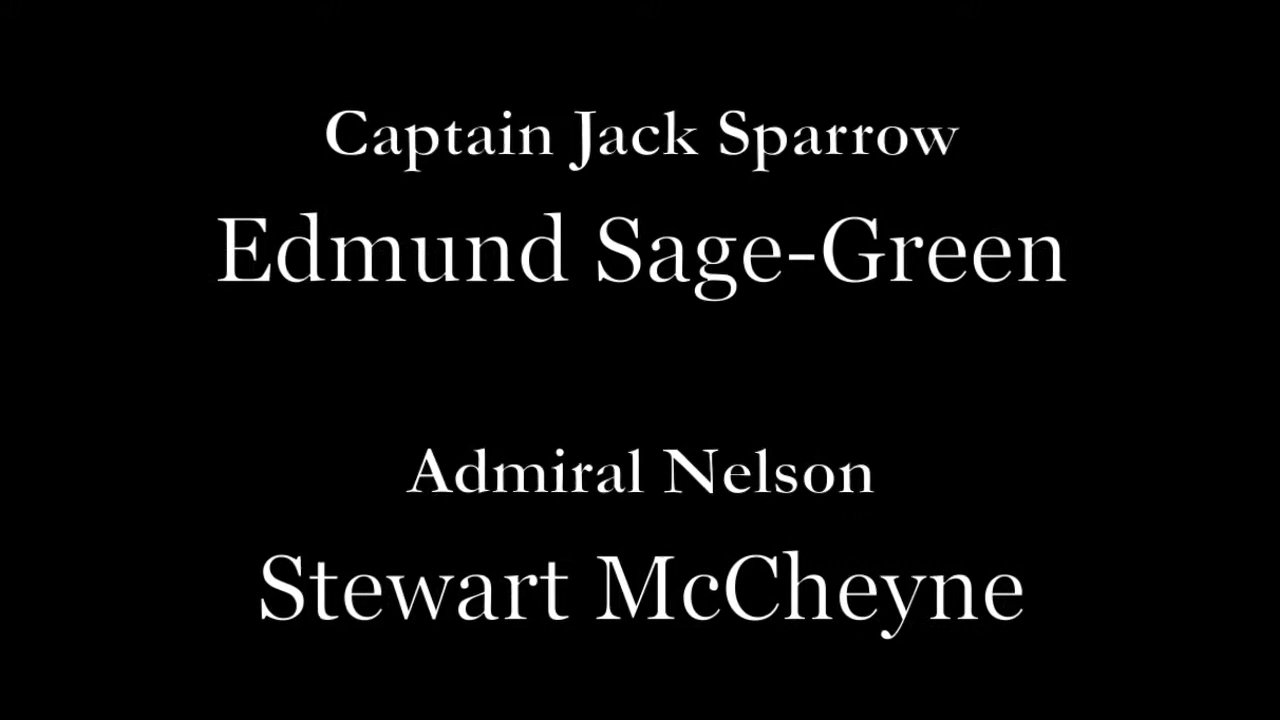 Captain Jack Sparrow
Edmund Sage-Green
Admiral Nelson
Stewart McCheyne